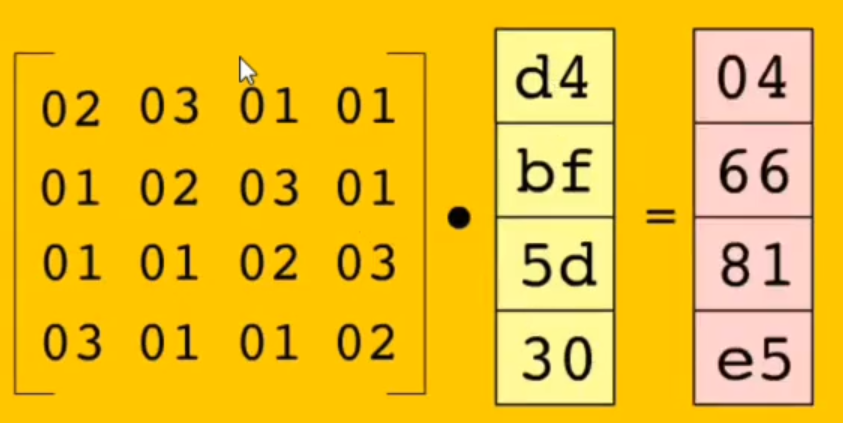 02 03 01 01 d4 04
01 02 03 01 bf 66
• =
01 01 02 03 5d 81
03 01 01 02 30 e5